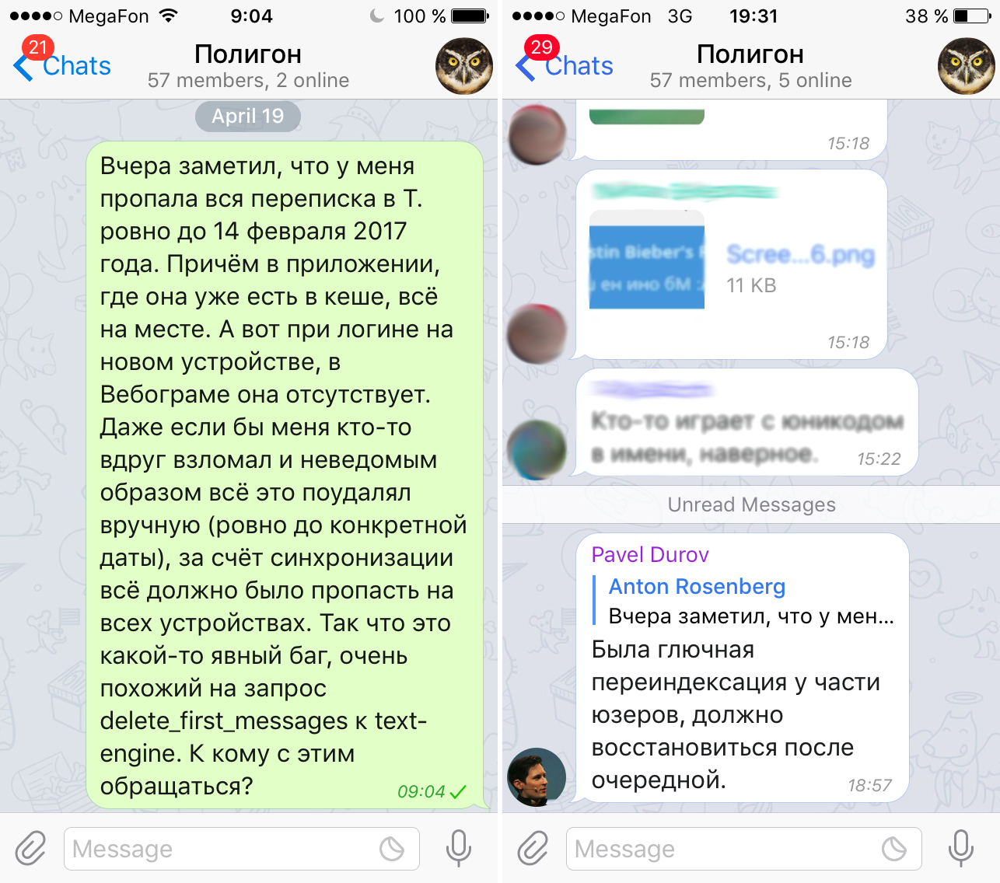 MegaFon 9:04 100 %
21
Chats
Полигон
57 members, 2 online
April 19
Вчера заметил, что у меня
пропала вся переписка в Т.
ровно до 14 февраля 2017
года. Причём в приложении,
где она уже есть в кеше, всё
на месте. А вот при логине на
новом устройстве, в
Вебограме она отсутствует.
Даже если бы меня кто-то
вдруг взломал и неведомым
образом всё это поудалял
вручную (ровно до конкретной
даты), за счёт синхронизации
всё должно было пропасть на
всех устройствах. Так что это
какой-то явный баг, очень
похожий на запрос
delete_first_messages к text-
engine. К кому с этим
обращаться?
09:04
Message
MegaFon 3G 19:31 38 %
29
Chats
Полигон
57 members, 5 online
15:18
stin Bieber's
ен ино бМ
Scree...6.png
11 KB
15:18
Кто-то играет с юникодом
в имени, наверное.
15:22
Unread Messages
Pavel Durov
Anton Rosenberg
Вчера заметил, что у мен...
Была глючная
переиндексация у части
юзеров, должно
восстановиться после
очередной.
18:57
Message